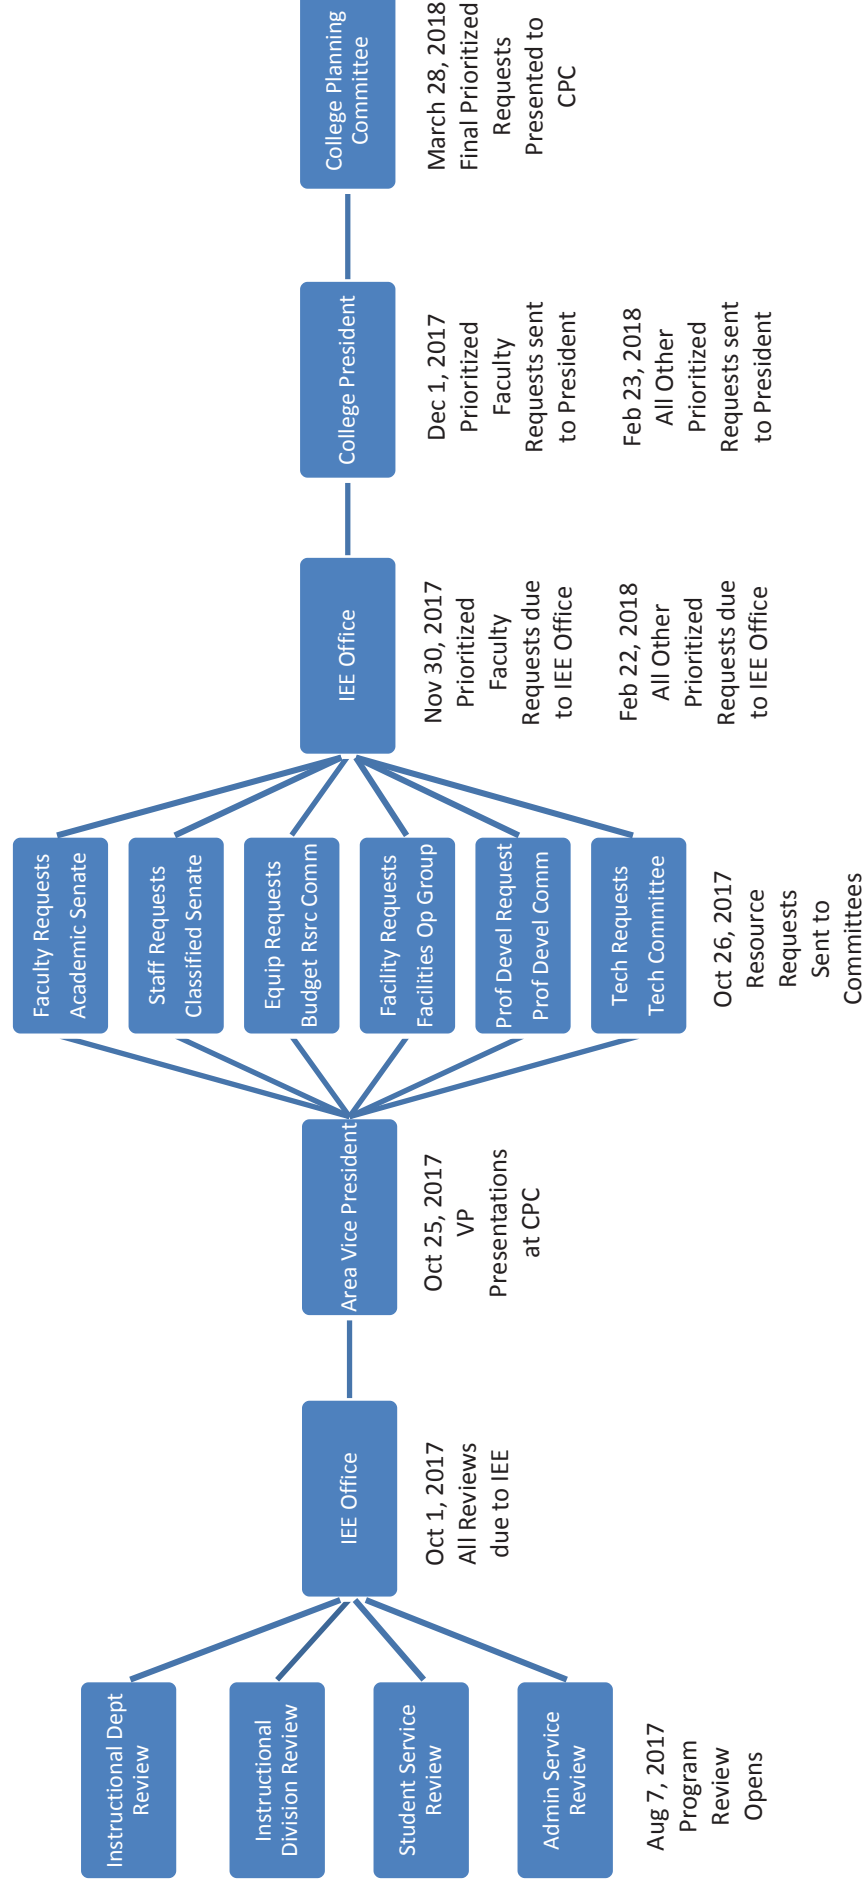 Instructional Dept
Review
Instructional
Division Review
Student Service
Review
Admin Service
Review
Aug 7, 2017
Program
Review
Opens
IEE Office
Oct 1, 2017
All Reviews
due to IEE
Area Vice President
Oct 25, 2017
VP
Presentations
at CPC
Faculty Requests
Academic Senate
Staff Requests
Classified Senate
Equip Requests
Budget Rsrc Comm
Facility Requests
Facilities Op Group
Prof Devel Request
Prof Devel Comm
Tech Requests
Tech Committee
Oct 26, 2017
Resource
Requests
Sent to
Committees
IEE Office
Nov 30, 2017
Prioritized
Faculty
Requests due
to IEE Office
Feb 22, 2018
All Other
Prioritized
Requests due
to IEE Office
College President
Dec 1, 2017
Prioritized
Faculty
Requests sent
to President
Feb 23, 2018
All Other
Prioritized
Requests sent
to President
College Planning
Committee
March 28, 2018
Final Prioritized
Requests
Presented to
CPC